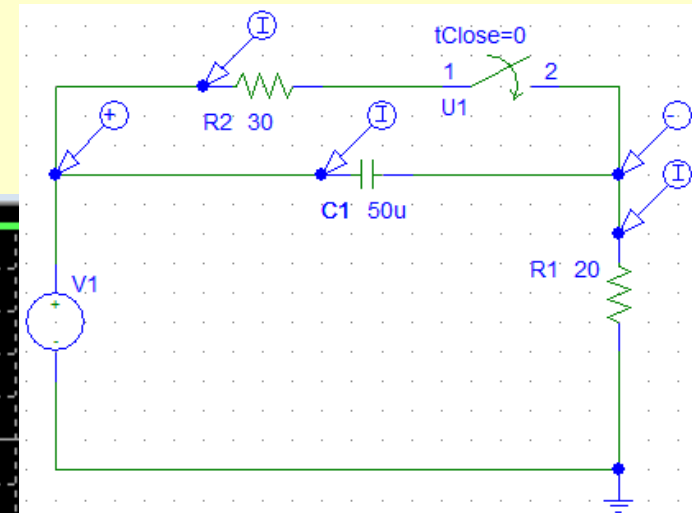 tClose=0
I
1 2
R2 30
U1
+
I
-
C1 50u
I
R1 20
V1
+
-